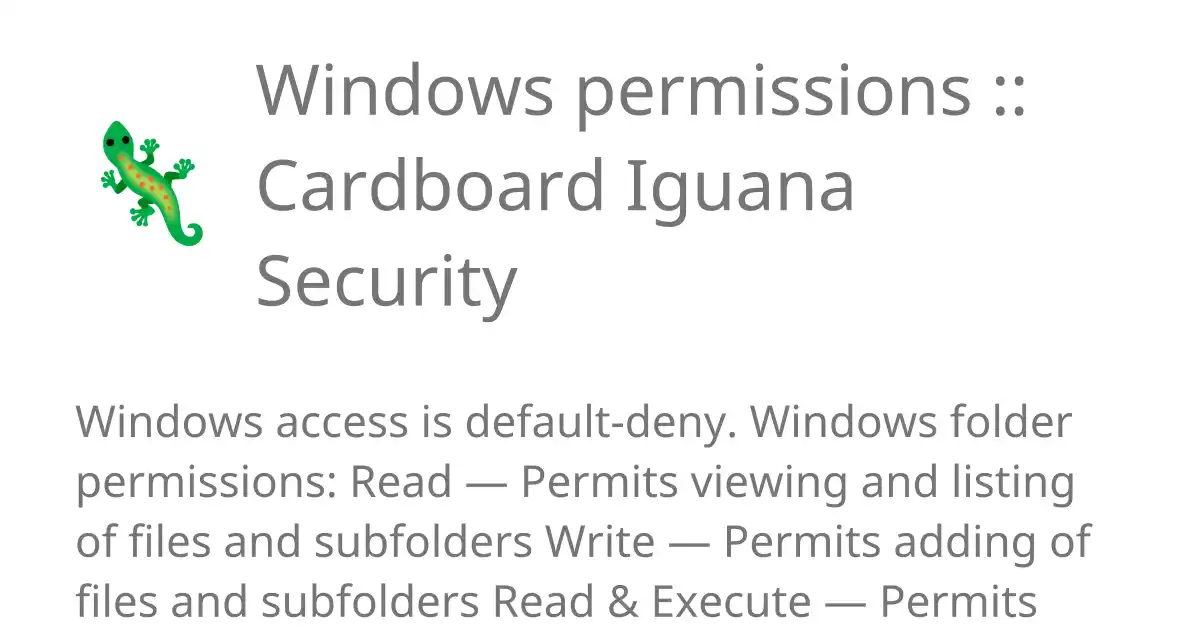 Windows permissions ::
Cardboard Iguana
Security
Windows access is default-deny. Windows folder
permissions: Read — Permits viewing and listing
of files and subfolders Write — Permits adding of
files and subfolders Read & Execute — Permits